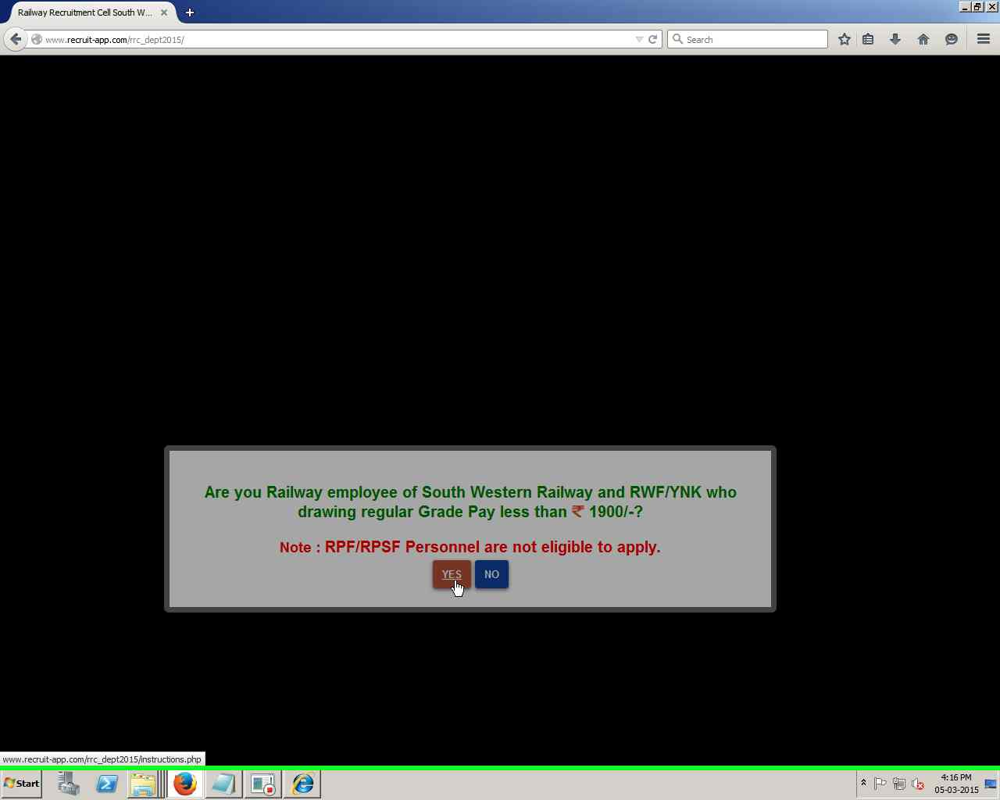 Railway Recruitment Cell South W...
www.recruit-app.com/rrc_dept2015/
Search
Are you Railway employee of South Western Railway and RWF/YNK who
drawing regular Grade Pay less than ₹ 1900/-?
Note : RPF/RPSF Personnel are not eligible to apply.
YES NO
www.recruit-app.com/rrc_dept2015/instructions.php
Start
4:16 PM
05-03-2015